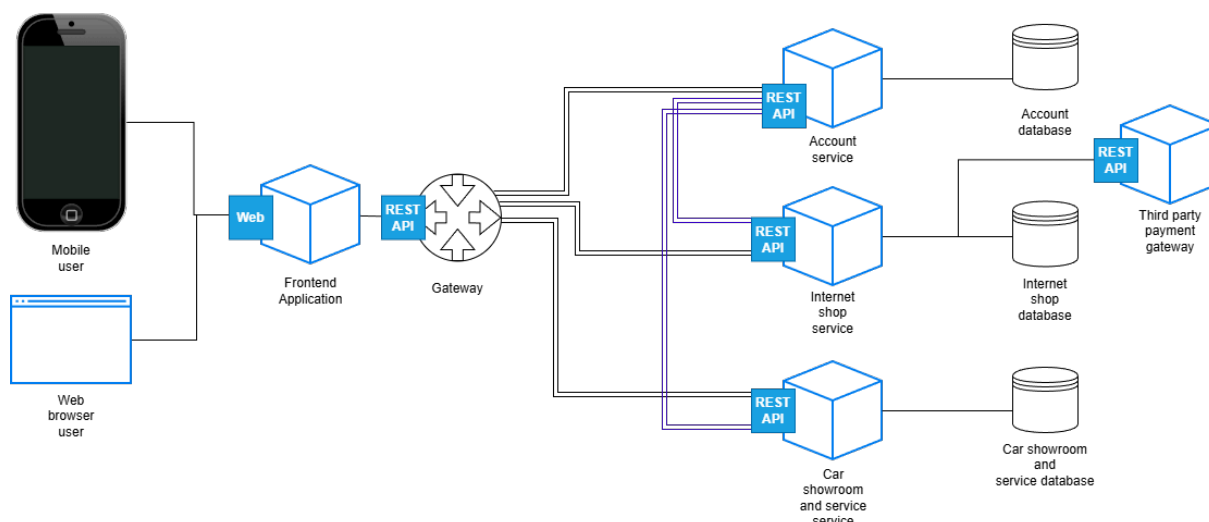 Mobile
user
Web
browser
user
Web
Frontend
Application
REST
API
Gateway
REST
API
Account
service
Account
database
REST
API
Internet
shop
service
Internet
shop
database
REST
API
Third party
payment
gateway
REST
API
Car
showroom
and service
service
Car showroom
and
service database